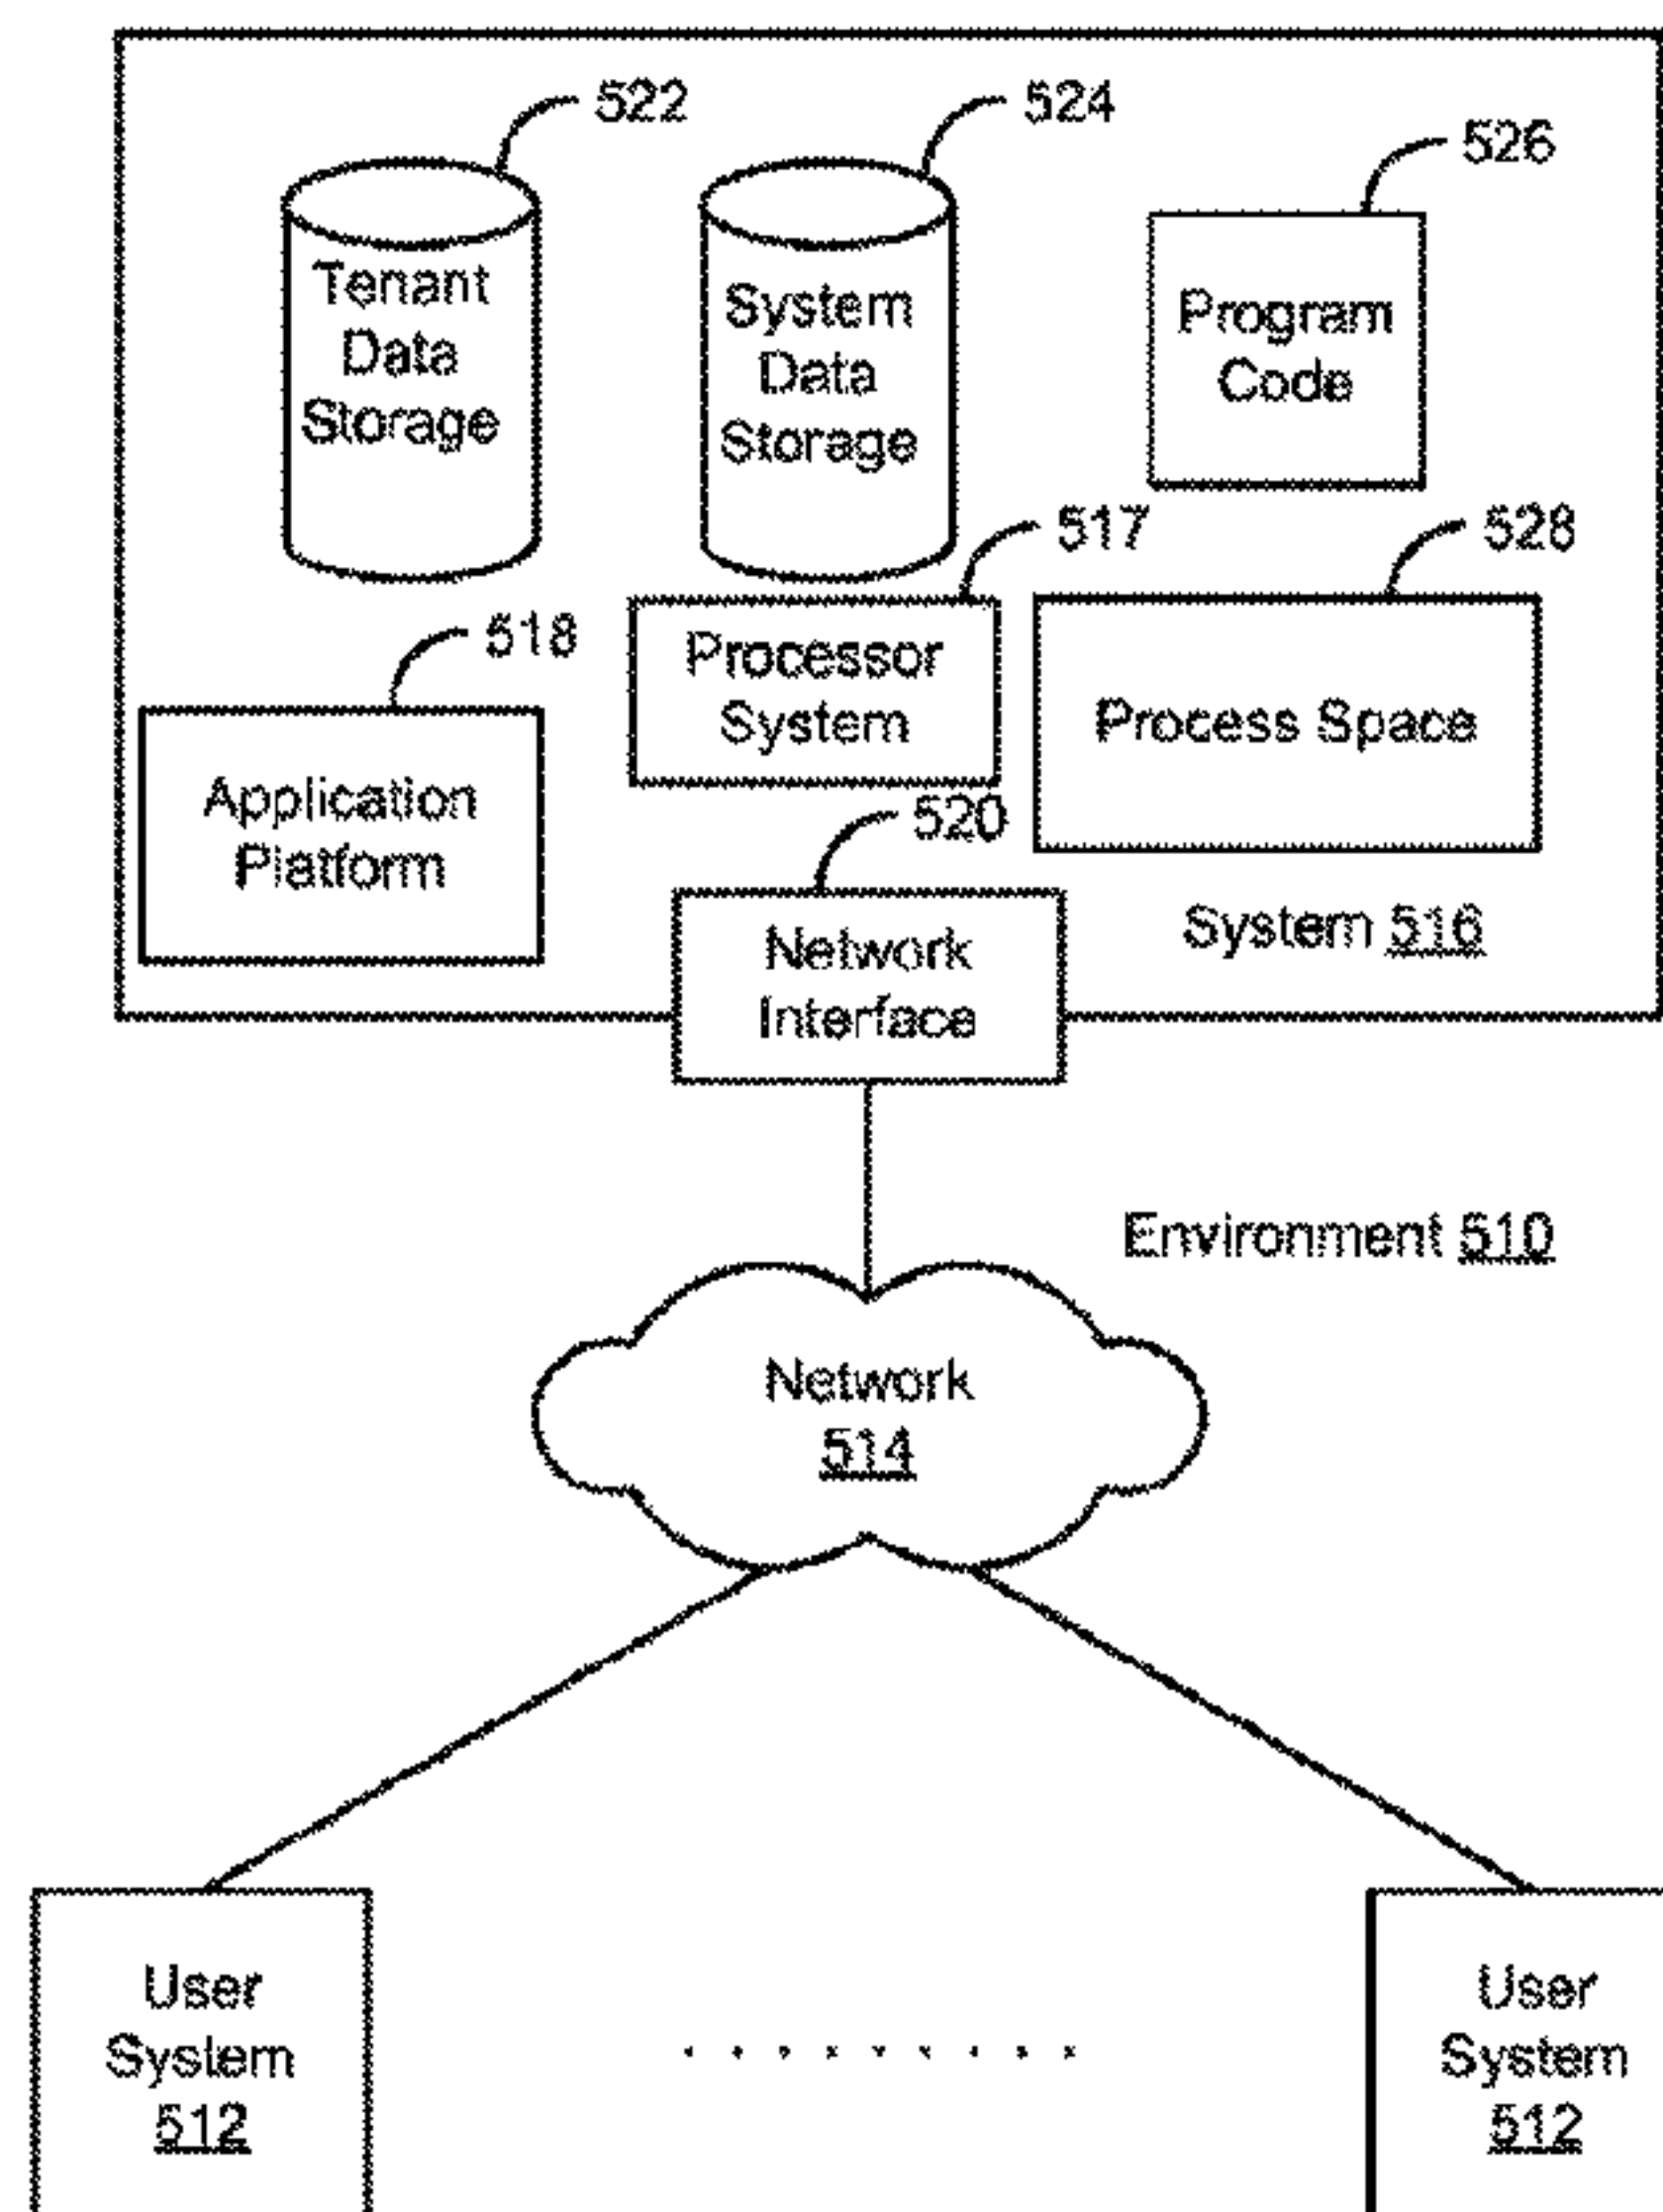 522
524
526
Tenant
Data
Storage
System
Data
Storage
Program
Code
517
528
518
Processor
System
Process Space
Application
Platform
520
Network
Interface
System 516
Environment 510
Network
514
User
System
512
User
System
512